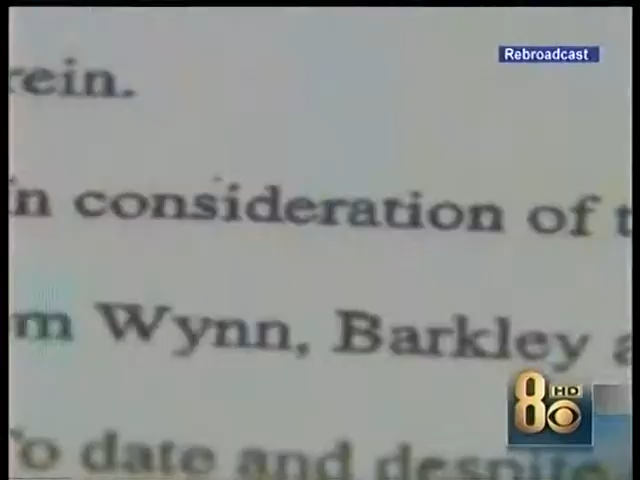 Rebroadcast
rein.
in consideration of t
m Wynn, Barkley a
To date and despite
8 HD